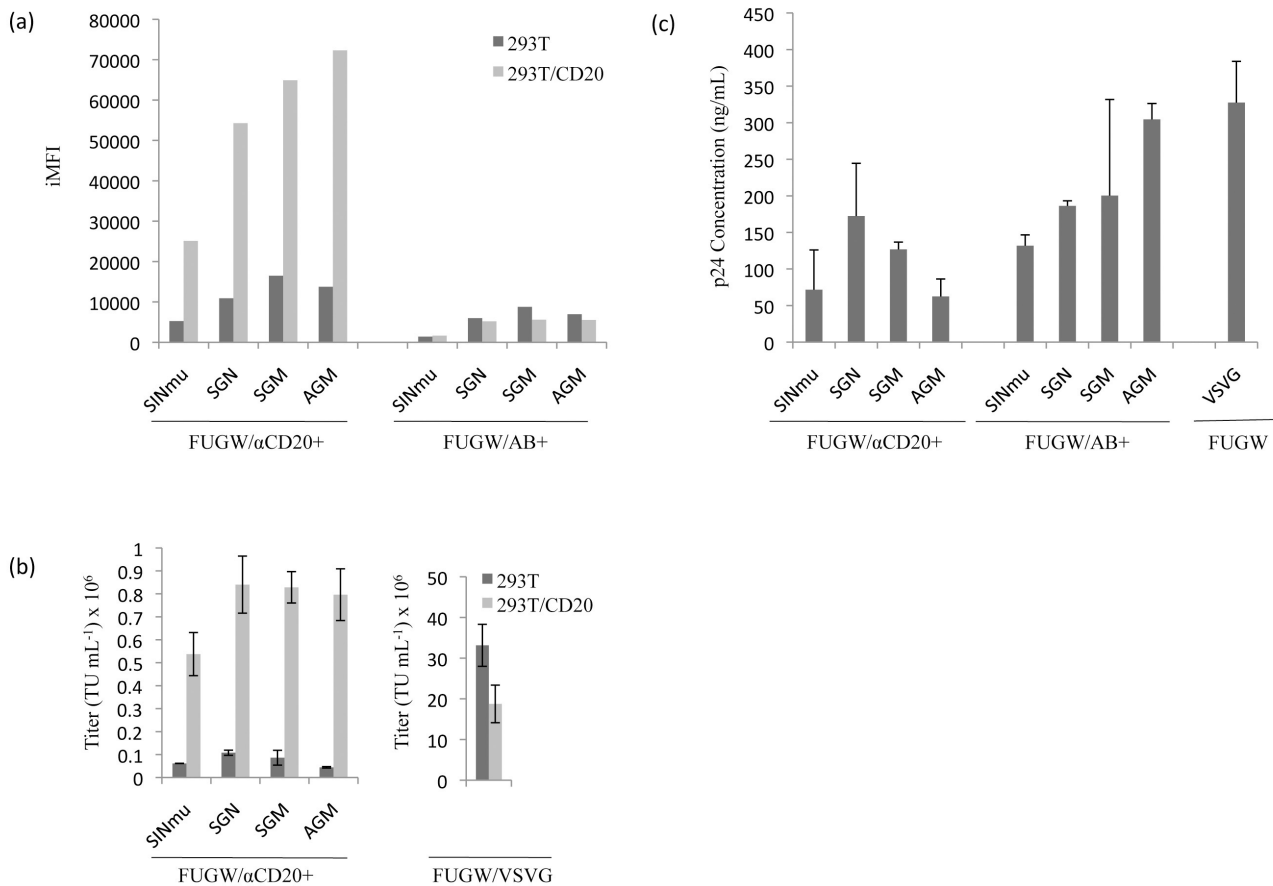 (a)
80000
70000
60000
50000
40000
30000
20000
10000
0
iMFI
293T
293T/CD20
SINmu SGN SGM AGM SINmu SGN SGM AGM
FUGW/αCD20+ FUGW/AB+
(c)
450
400
350
300
250
200
150
100
50
0
p24 Concentration (ng/mL)
SINmu SGN SGM AGM SINmu SGN SGM AGM VSVG
FUGW/αCD20+ FUGW/AB+ FUGW
(b)
1
0.9
0.8
0.7
0.6
0.5
0.4
0.3
0.2
0.1
0
Titer (TU mL⁻¹) x 10⁶
SINmu SGN SGM AGM
FUGW/αCD20+
50
40
30
20
10
0
Titer (TU mL⁻¹) x 10⁶
293T
293T/CD20
FUGW/VSVG